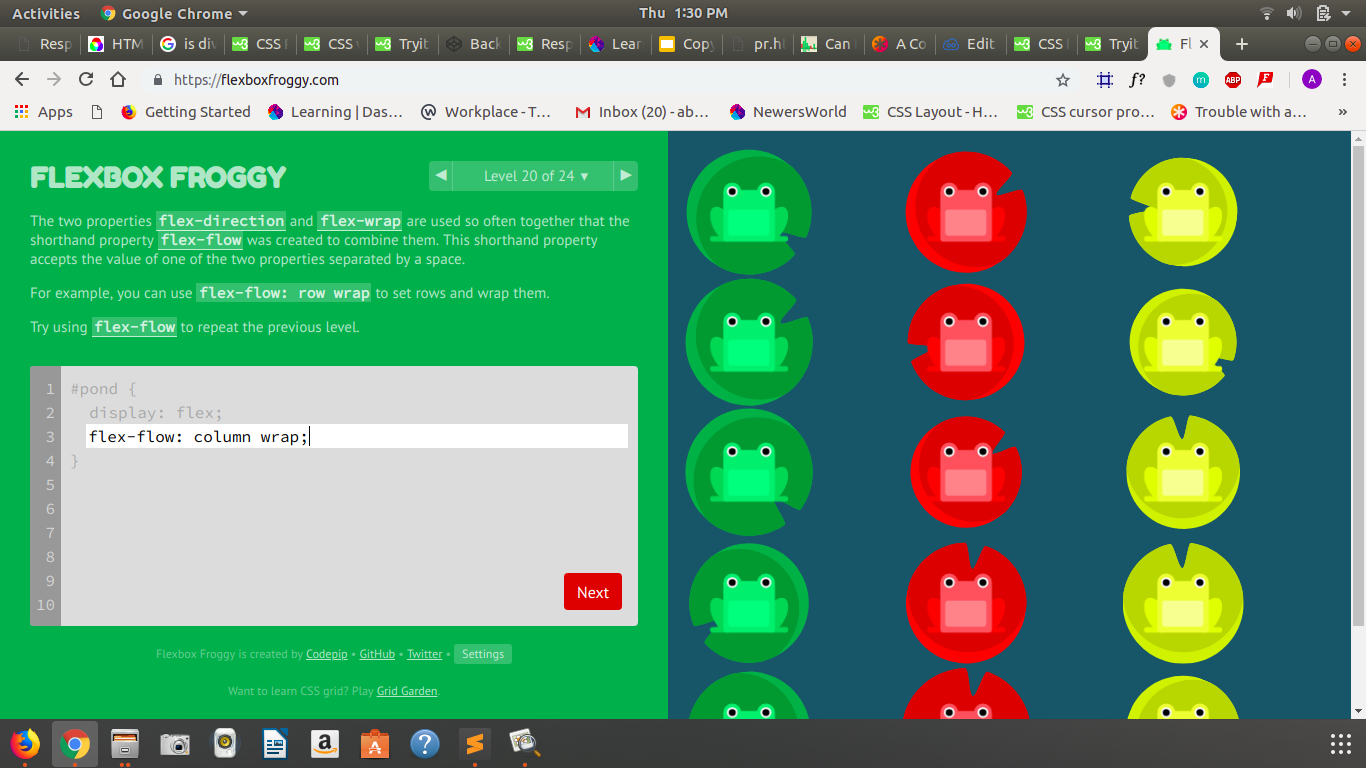 Activities Google Chrome Thu 1:30 PM
Resp HTM is div CSS CSS Tryit Back Resp Lear Copy pr.h Can A Co Edit CSS Tryit Fl
https://flexboxfroggy.com f? m ABP F A
Apps Getting Started Learning | Das… Workplace - T… Inbox (20) - ab… NewersWorld CSS Layout - H… CSS cursor pro… Trouble with a… »
FLEXBOX FROGGY
◀ Level 20 of 24 ▾ ▶
The two properties flex-direction and flex-wrap are used so often together that the
shorthand property flex-flow was created to combine them. This shorthand property
accepts the value of one of the two properties separated by a space.
For example, you can use flex-flow: row wrap to set rows and wrap them.
Try using flex-flow to repeat the previous level.
1 #pond {
2 display: flex;
3 flex-flow: column wrap;
4 }
5
6
7
8
9
10
Next
Flexbox Froggy is created by Codepip • GitHub • Twitter • Settings
Want to learn CSS grid? Play Grid Garden.